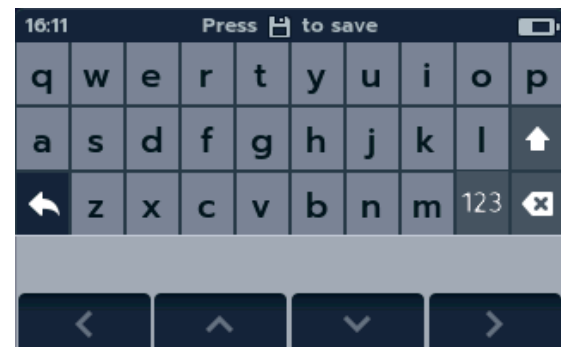 16:11 Press to save
q w e r t y u i o p
a s d f g h j k l
z x c v b n m 123